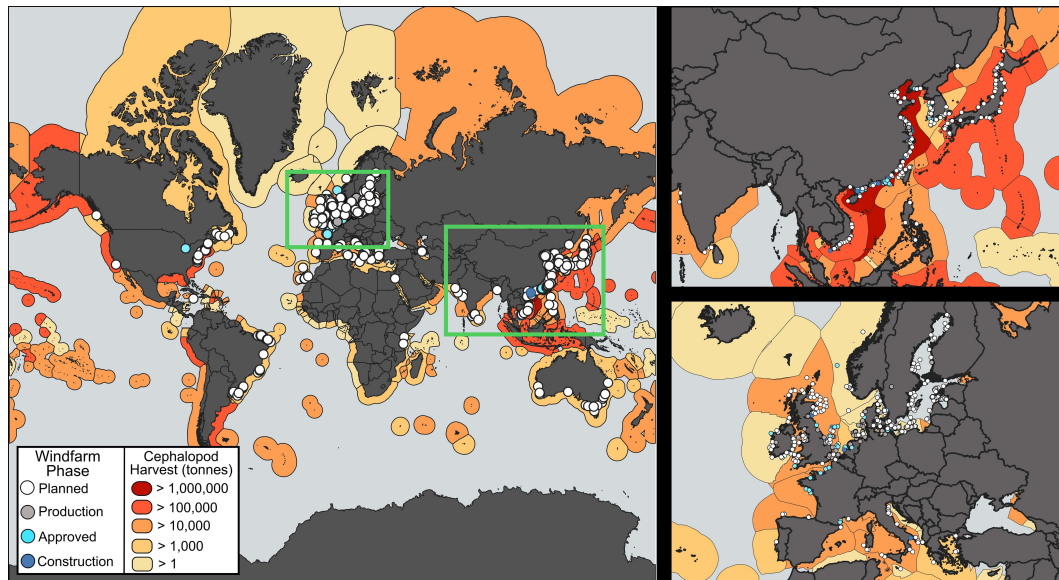 Windfarm
Phase
Planned
Production
Approved
Construction
Cephalopod
Harvest (tonnes)
> 1,000,000
> 100,000
> 10,000
> 1,000
> 1